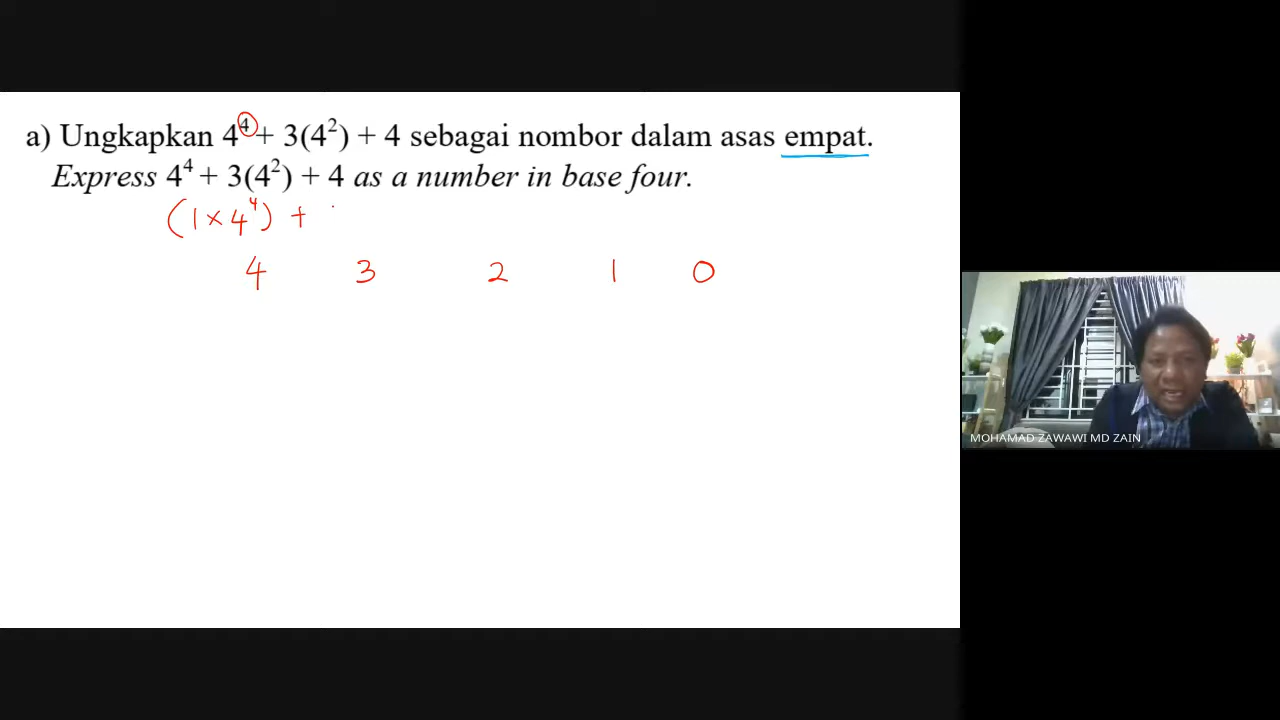 a) Ungkapkan 4⁴ + 3(4²) + 4 sebagai nombor dalam asas empat.
Express 4⁴ + 3(4²) + 4 as a number in base four.
(1 × 4⁴) +
4 3 2 1 0
MOHAMAD ZAWAWI MD ZAIN